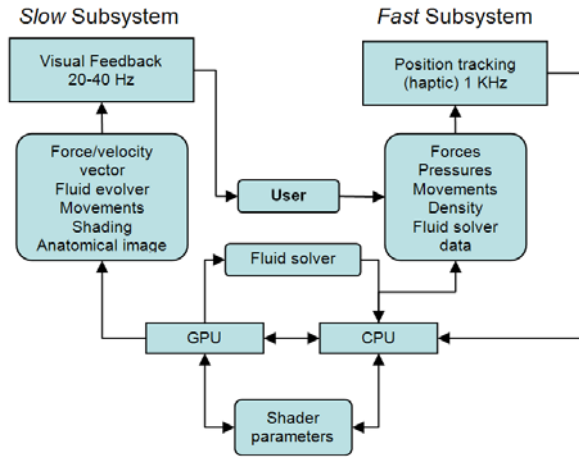 Slow Subsystem
Fast Subsystem
Visual Feedback
20-40 Hz
Position tracking
(haptic) 1 KHz
Force/velocity
vector
Fluid evolver
Movements
Shading
Anatomical image
User
Forces
Pressures
Movements
Density
Fluid solver
data
Fluid solver
GPU
CPU
Shader
parameters